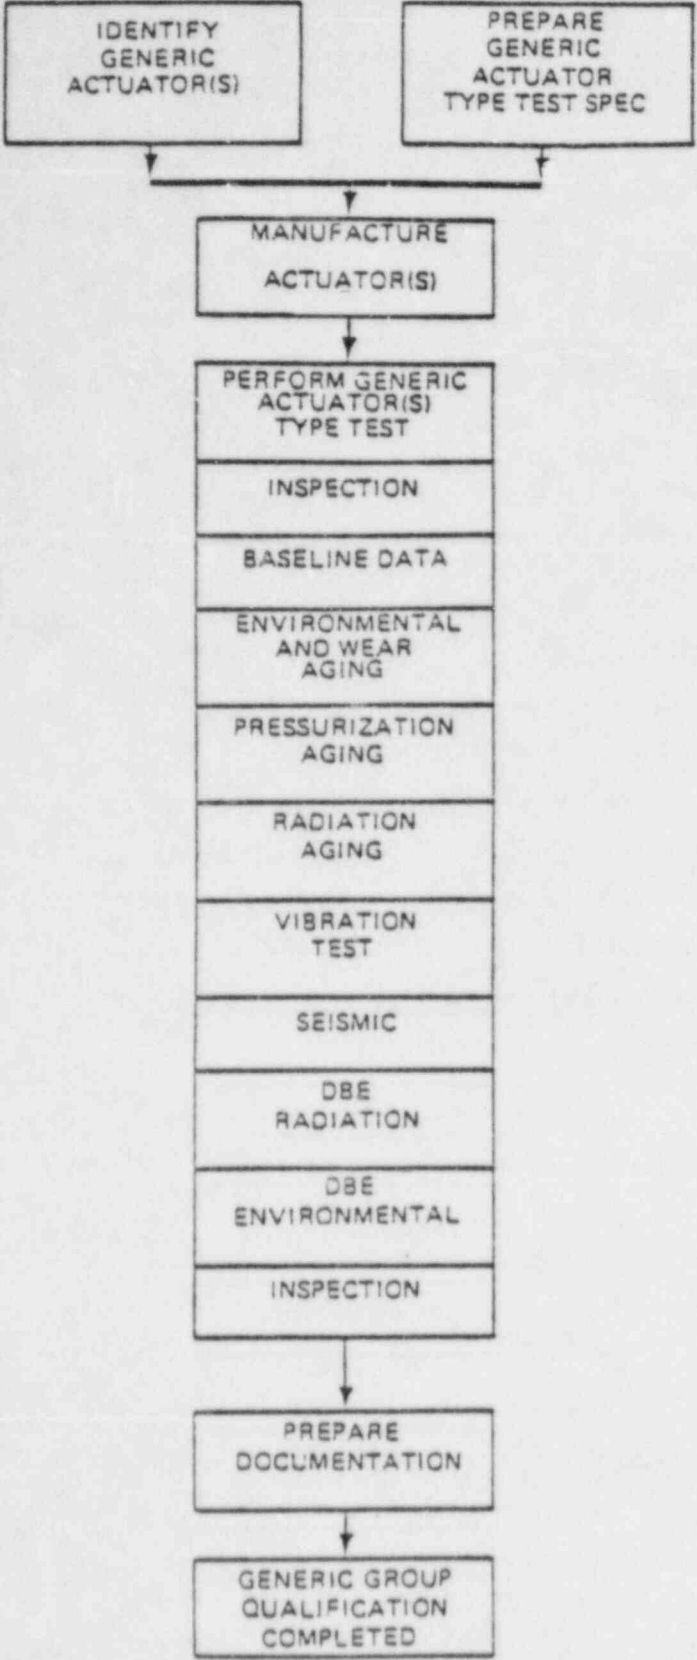 IDENTIFY
GENERIC
ACTUATOR(S)
PREPARE
GENERIC
ACTUATOR
TYPE TEST SPEC
MANUFACTURE
ACTUATOR(S)
PERFORM GENERIC
ACTUATOR(S)
TYPE TEST
INSPECTION
BASELINE DATA
ENVIRONMENTAL
AND WEAR
AGING
PRESSURIZATION
AGING
RADIATION
AGING
VIBRATION
TEST
SEISMIC
DBE
RADIATION
DBE
ENVIRONMENTAL
INSPECTION
PREPARE
DOCUMENTATION
GENERIC GROUP
QUALIFICATION
COMPLETED